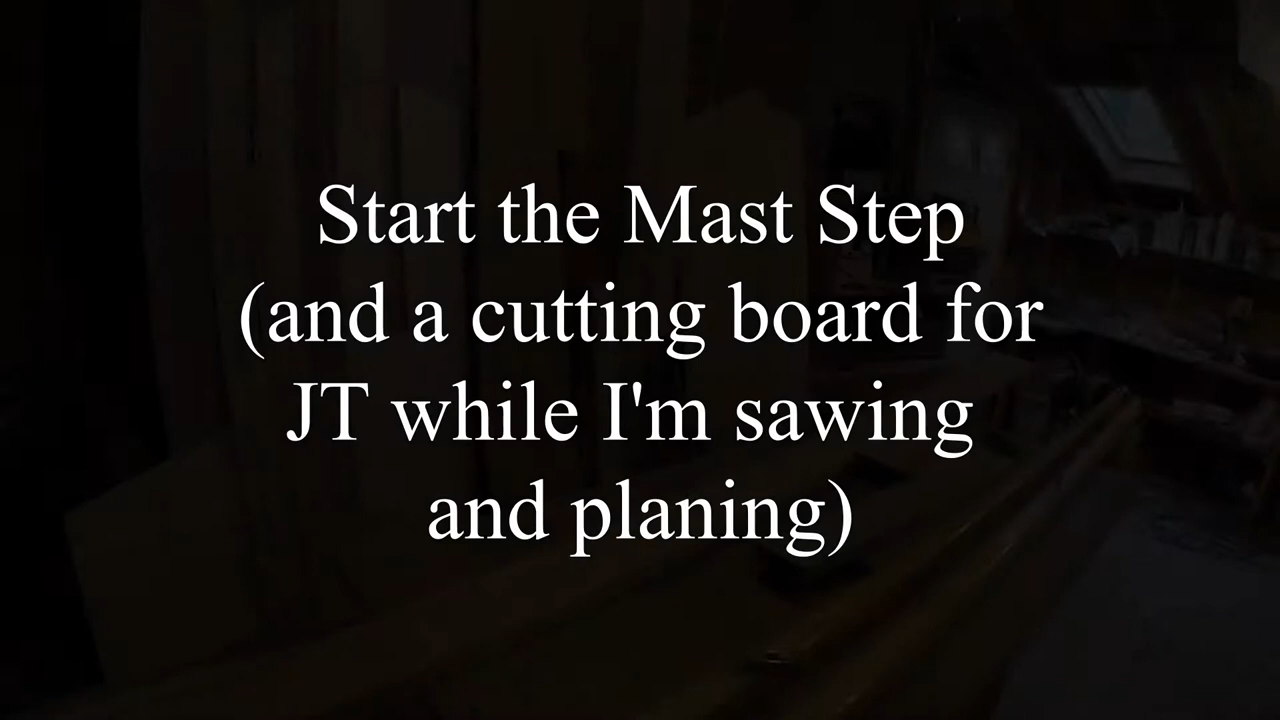 Start the Mast Step
(and a cutting board for
JT while I'm sawing
and planing)